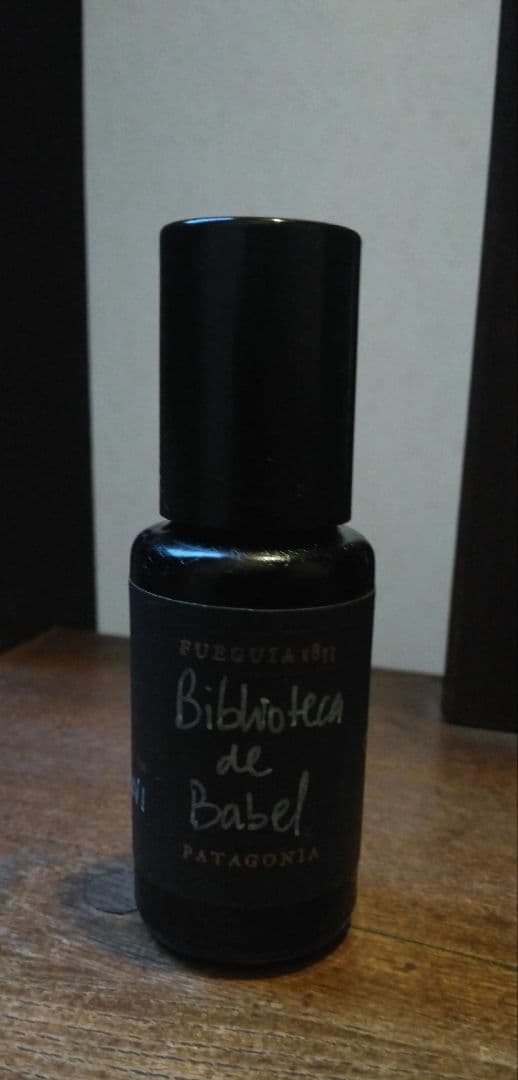 FUEGUIA 1833
Biblioteca
de
Babel
PATAGONIA